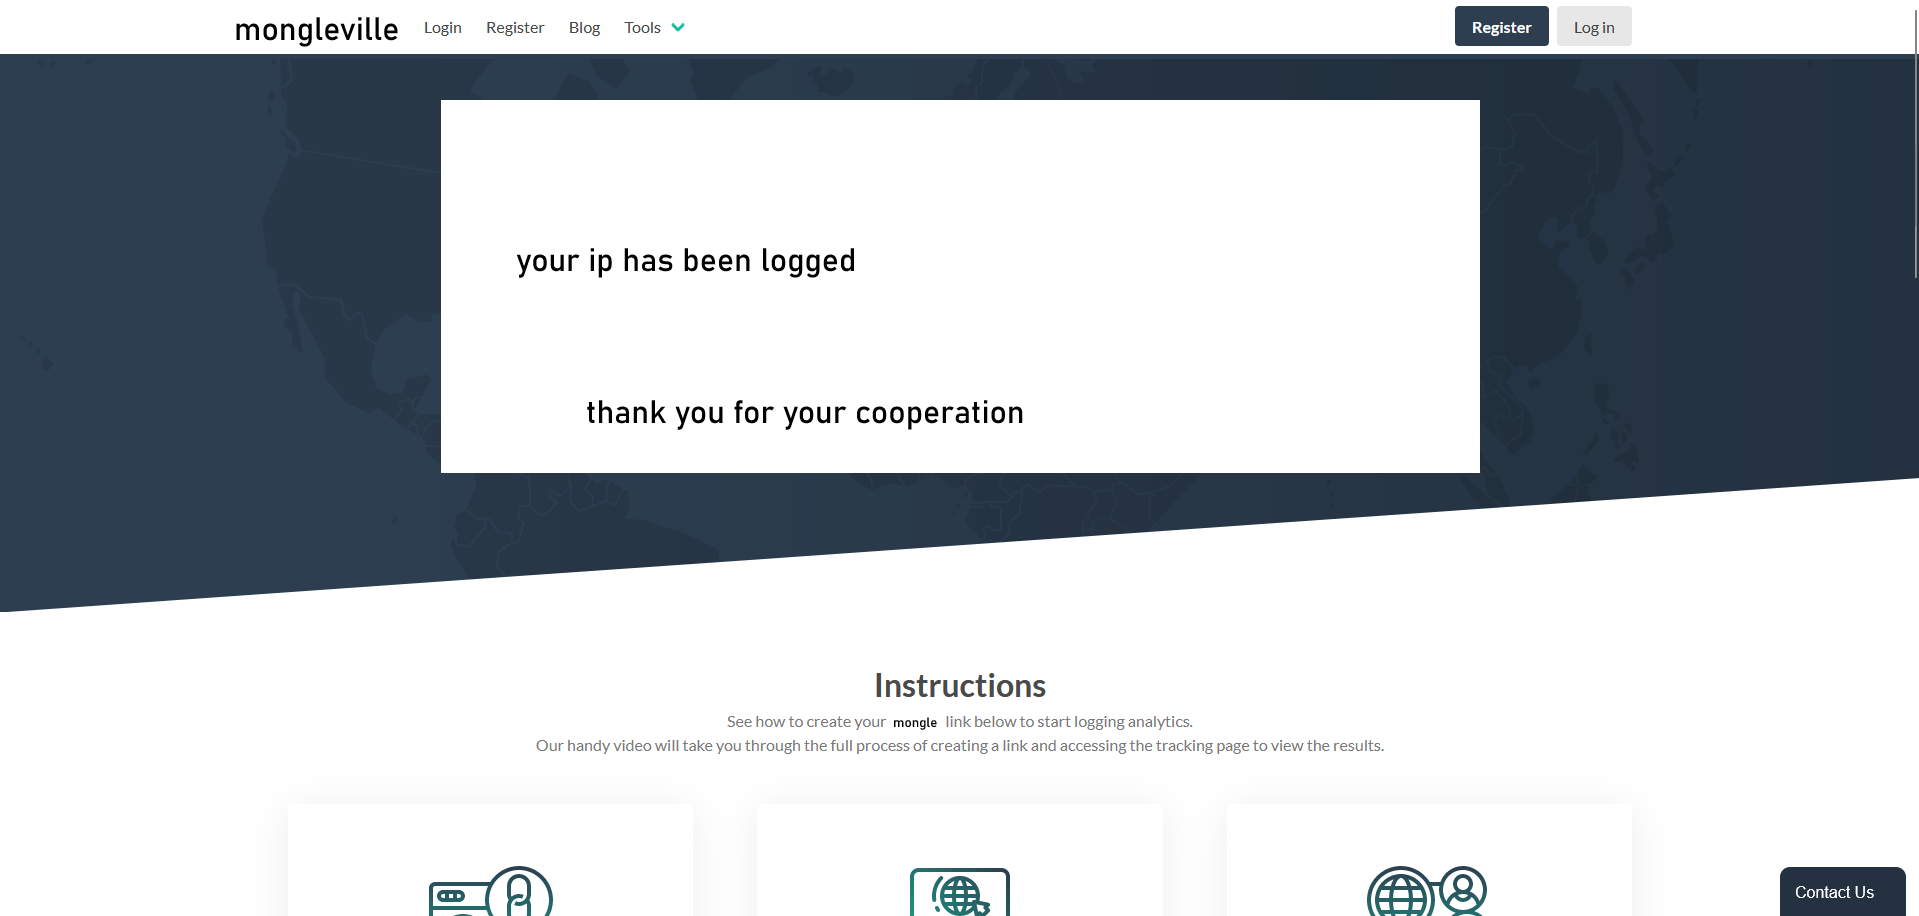 mongleville Login Register Blog Tools Register Log in
your ip has been logged
thank you for your cooperation
Instructions
See how to create your mongle link below to start logging analytics.
Our handy video will take you through the full process of creating a link and accessing the tracking page to view the results.
Contact Us